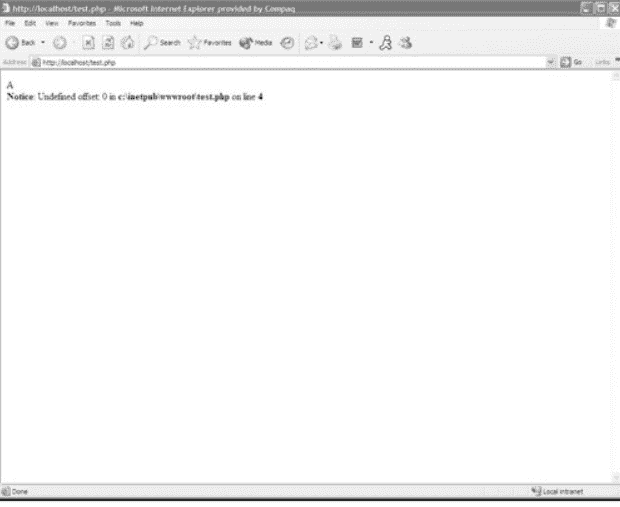 http://localhost/test.php - Microsoft Internet Explorer provided by Compaq
File Edit View Favorites Tools Help
Back Search Favorites Media
Address http://localhost/test.php Go Links
A
Notice: Undefined offset: 0 in c:\inetpub\wwwroot\test.php on line 4
Done Local intranet